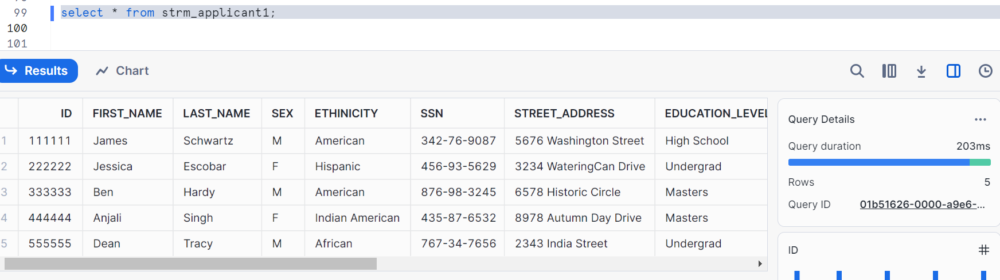 99 select * from strm_applicant1;
100
101
Results Chart
ID FIRST_NAME LAST_NAME SEX ETHINICITY SSN STREET_ADDRESS EDUCATION_LEVEL
1 111111 James Schwartz M American 342-76-9087 5676 Washington Street High School
2 222222 Jessica Escobar F Hispanic 456-93-5629 3234 WateringCan Drive Undergrad
3 333333 Ben Hardy M American 876-98-3245 6578 Historic Circle Masters
4 444444 Anjali Singh F Indian American 435-87-6532 8978 Autumn Day Drive Masters
5 555555 Dean Tracy M African 767-34-7656 2343 India Street Undergrad
Query Details ...
Query duration 203ms
Rows 5
Query ID 01b51626-0000-a9e6-...
ID #